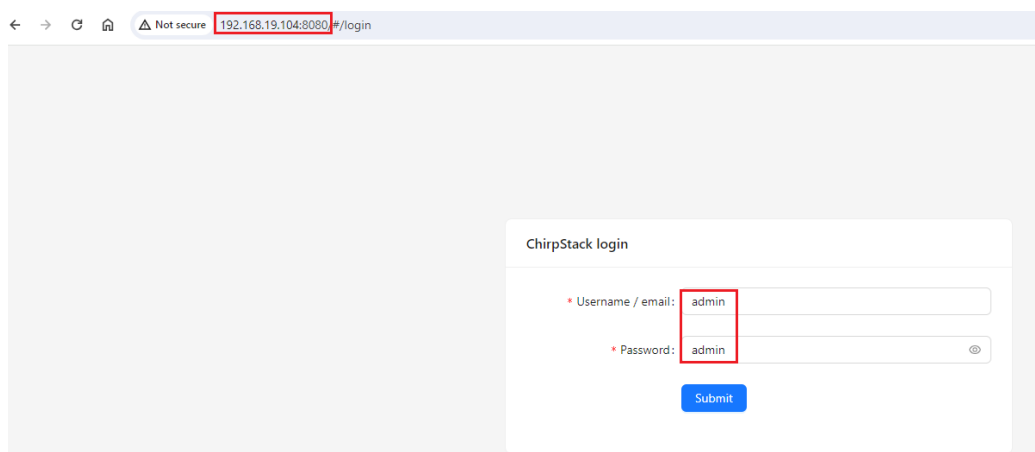 Not secure 192.168.19.104:8080/#/login
ChirpStack login
* Username / email: admin
* Password: admin
Submit